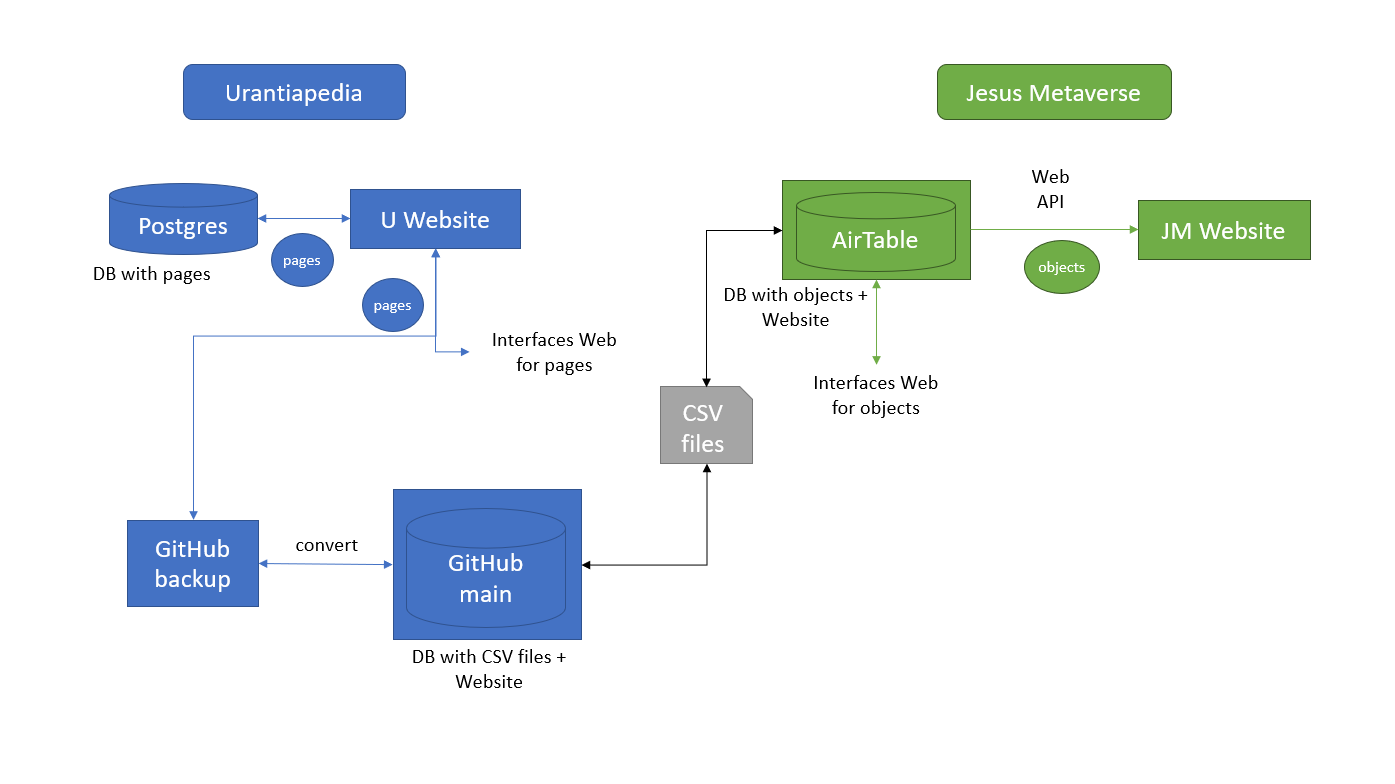 Urantiapedia
Jesus Metaverse
Postgres
DB with pages
pages
U Website
pages
Interfaces Web
for pages
AirTable
DB with objects +
Website
Web
API
objects
JM Website
Interfaces Web
for objects
CSV
files
GitHub
backup
convert
GitHub
main
DB with CSV files +
Website